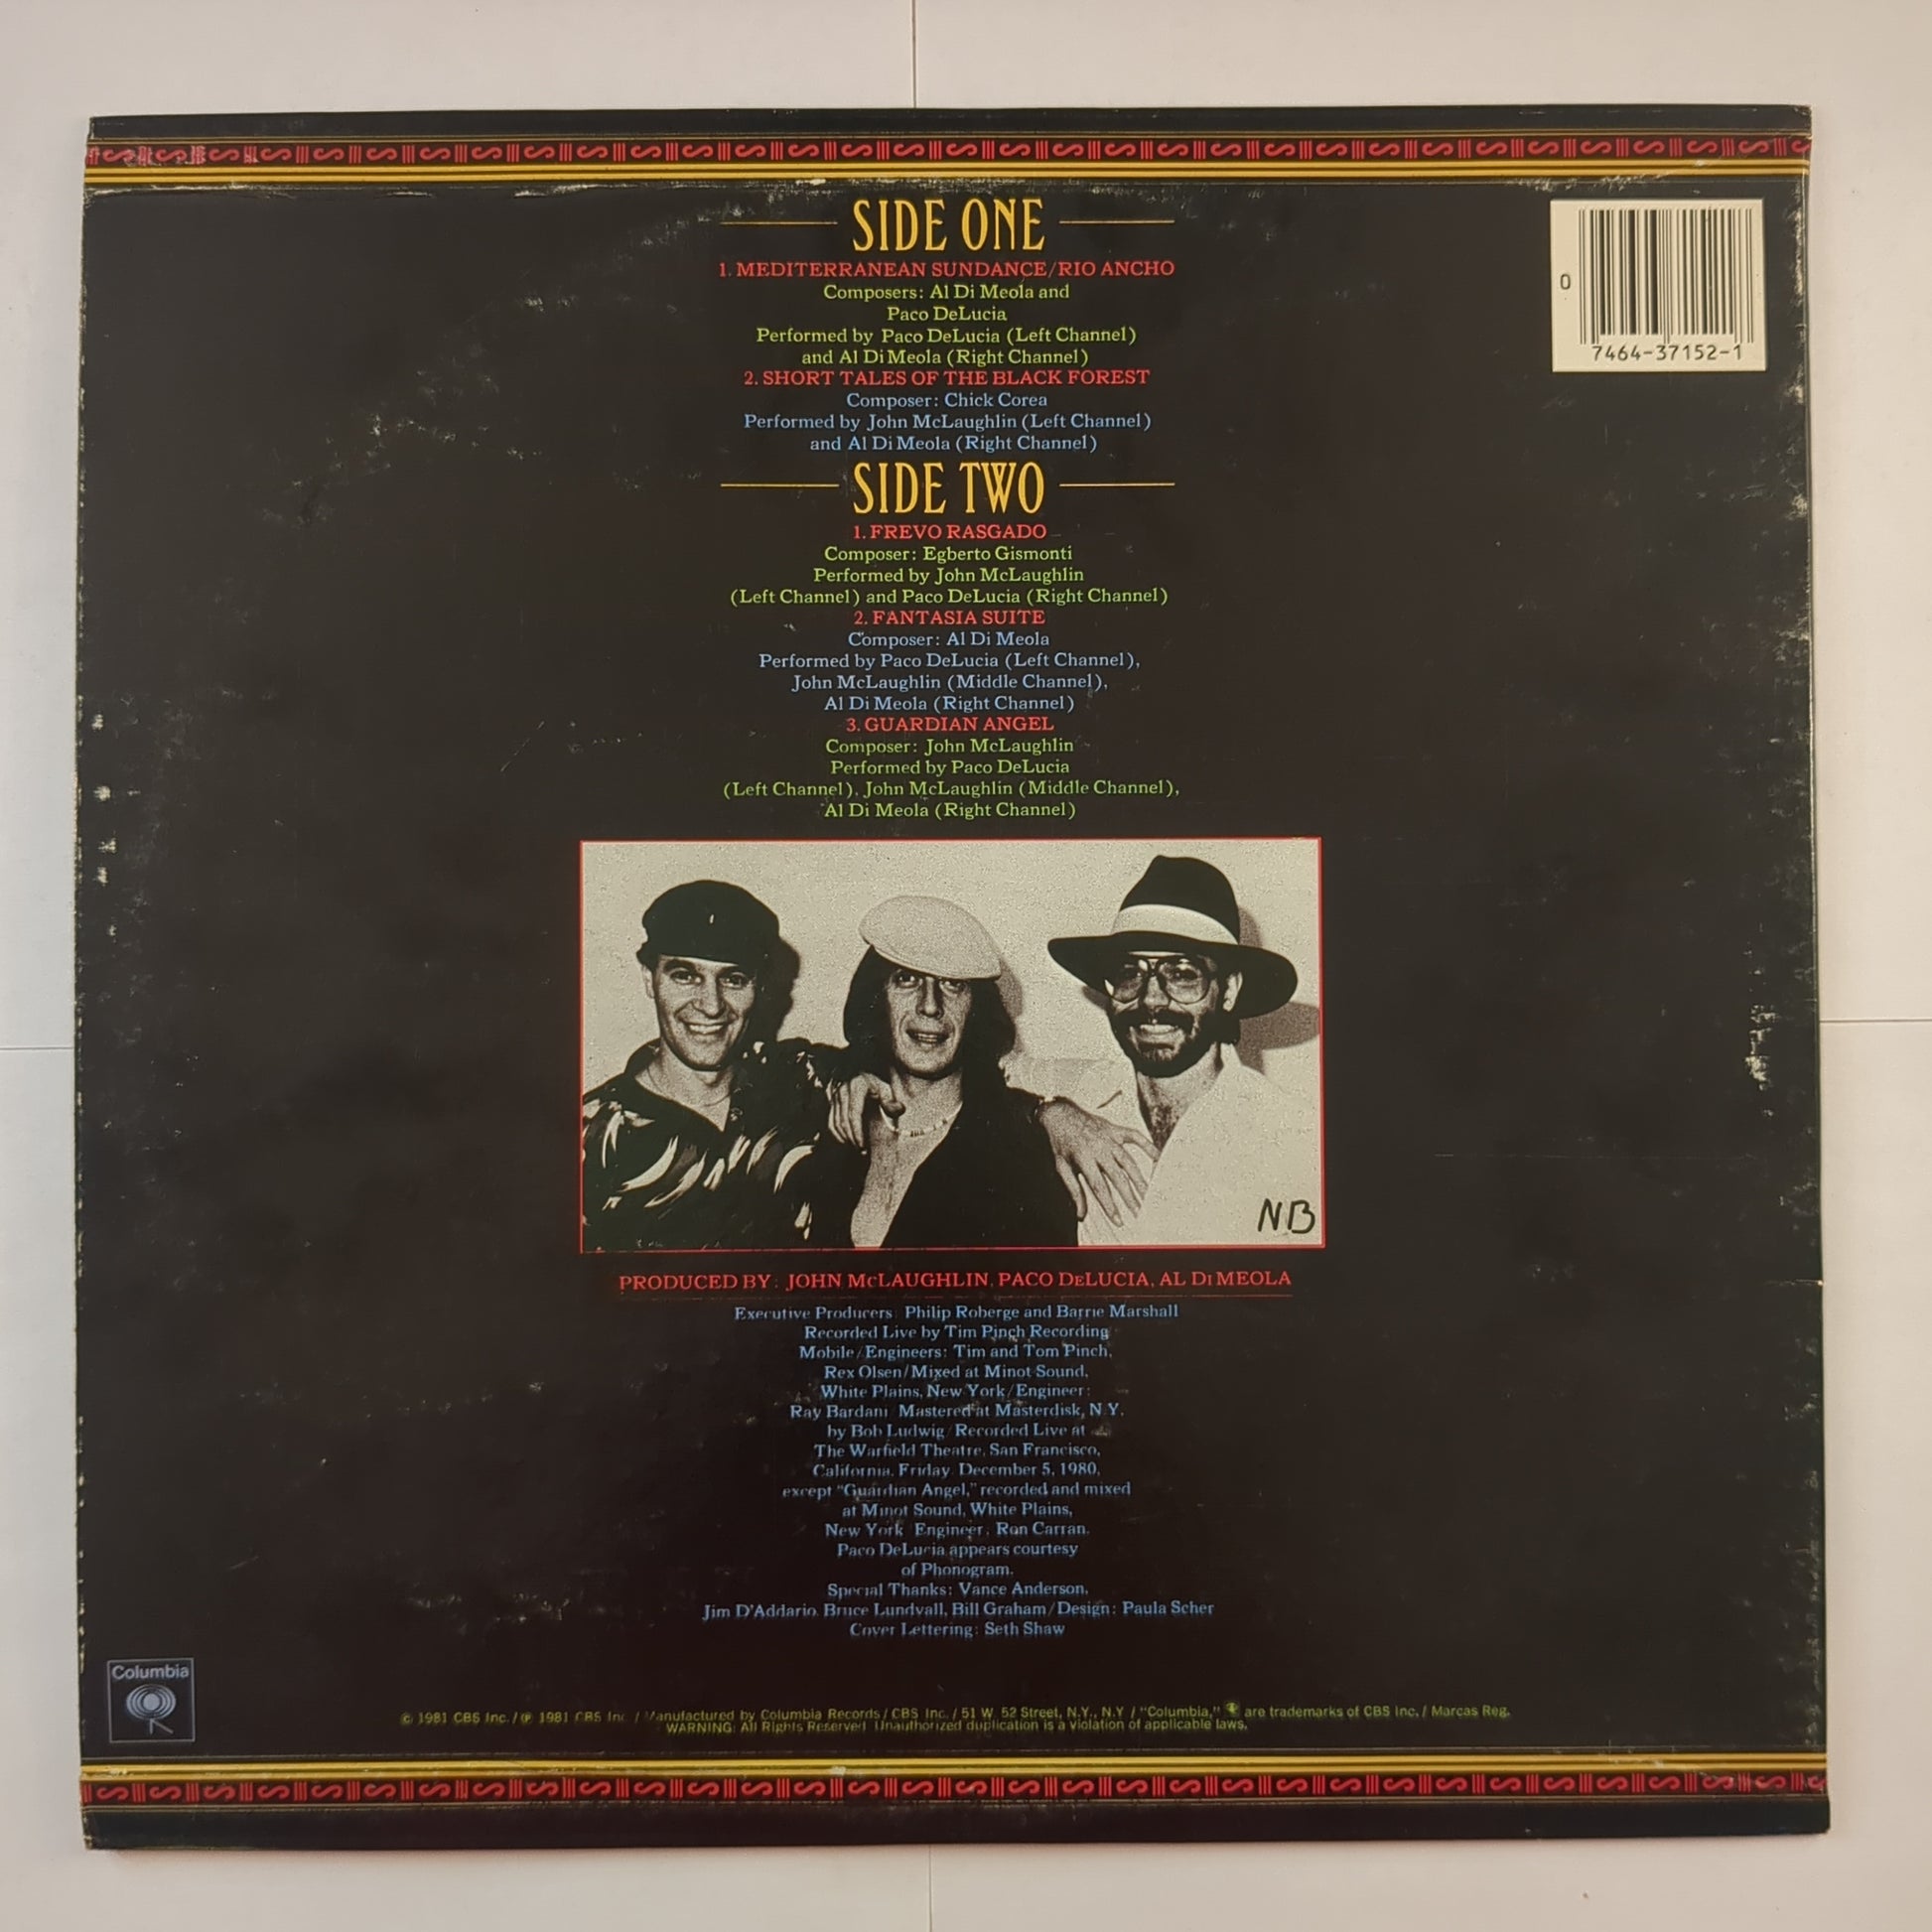 SIDE ONE
1. MEDITERRANEAN SUNDANCE/RIO ANCHO
Composers: Al Di Meola and
Paco DeLucia
Performed by Paco DeLucia (Left Channel)
and Al Di Meola (Right Channel)
2. SHORT TALES OF THE BLACK FOREST
Composer: Chick Corea
Performed by John McLaughlin (Left Channel)
and Al Di Meola (Right Channel)
0
7464-37152-1
SIDE TWO
1. FREVO RASGADO
Composer: Egberto Gismonti
Performed by John McLaughlin
(Left Channel) and Paco DeLucia (Right Channel)
2. FANTASIA SUITE
Composer: Al Di Meola
Performed by Paco DeLucia (Left Channel),
John McLaughlin (Middle Channel),
Al Di Meola (Right Channel)
3. GUARDIAN ANGEL
Composer: John McLaughlin
Performed by Paco DeLucia
(Left Channel), John McLaughlin (Middle Channel),
Al Di Meola (Right Channel)
NB
PRODUCED BY: JOHN McLAUGHLIN, PACO DeLUCIA, AL Di MEOLA
Executive Producers: Philip Roberge and Barrie Marshall
Recorded Live by Tim Pinch Recording
Mobile/Engineers: Tim and Tom Pinch,
Rex Olsen/Mixed at Minot Sound,
White Plains, New York/Engineer:
Ray Bardani/Mastered at Masterdisk, N.Y.
by Bob Ludwig/Recorded Live at
The Warfield Theatre, San Francisco,
California, Friday, December 5, 1980,
except "Guardian Angel," recorded and mixed
at Minot Sound, White Plains,
New York/Engineer: Ron Carran.
Paco DeLucia appears courtesy
of Phonogram.
Special Thanks: Vance Anderson,
Jim D'Addario, Bruce Lundvall, Bill Graham/Design: Paula Scher
Cover Lettering: Seth Shaw
Columbia
© 1981 CBS Inc./℗ 1981 CBS Inc./Manufactured by Columbia Records/CBS Inc./51 W. 52 Street, N.Y., N.Y./"Columbia," are trademarks of CBS Inc./Marcas Reg.
WARNING: All Rights Reserved. Unauthorized duplication is a violation of applicable laws.